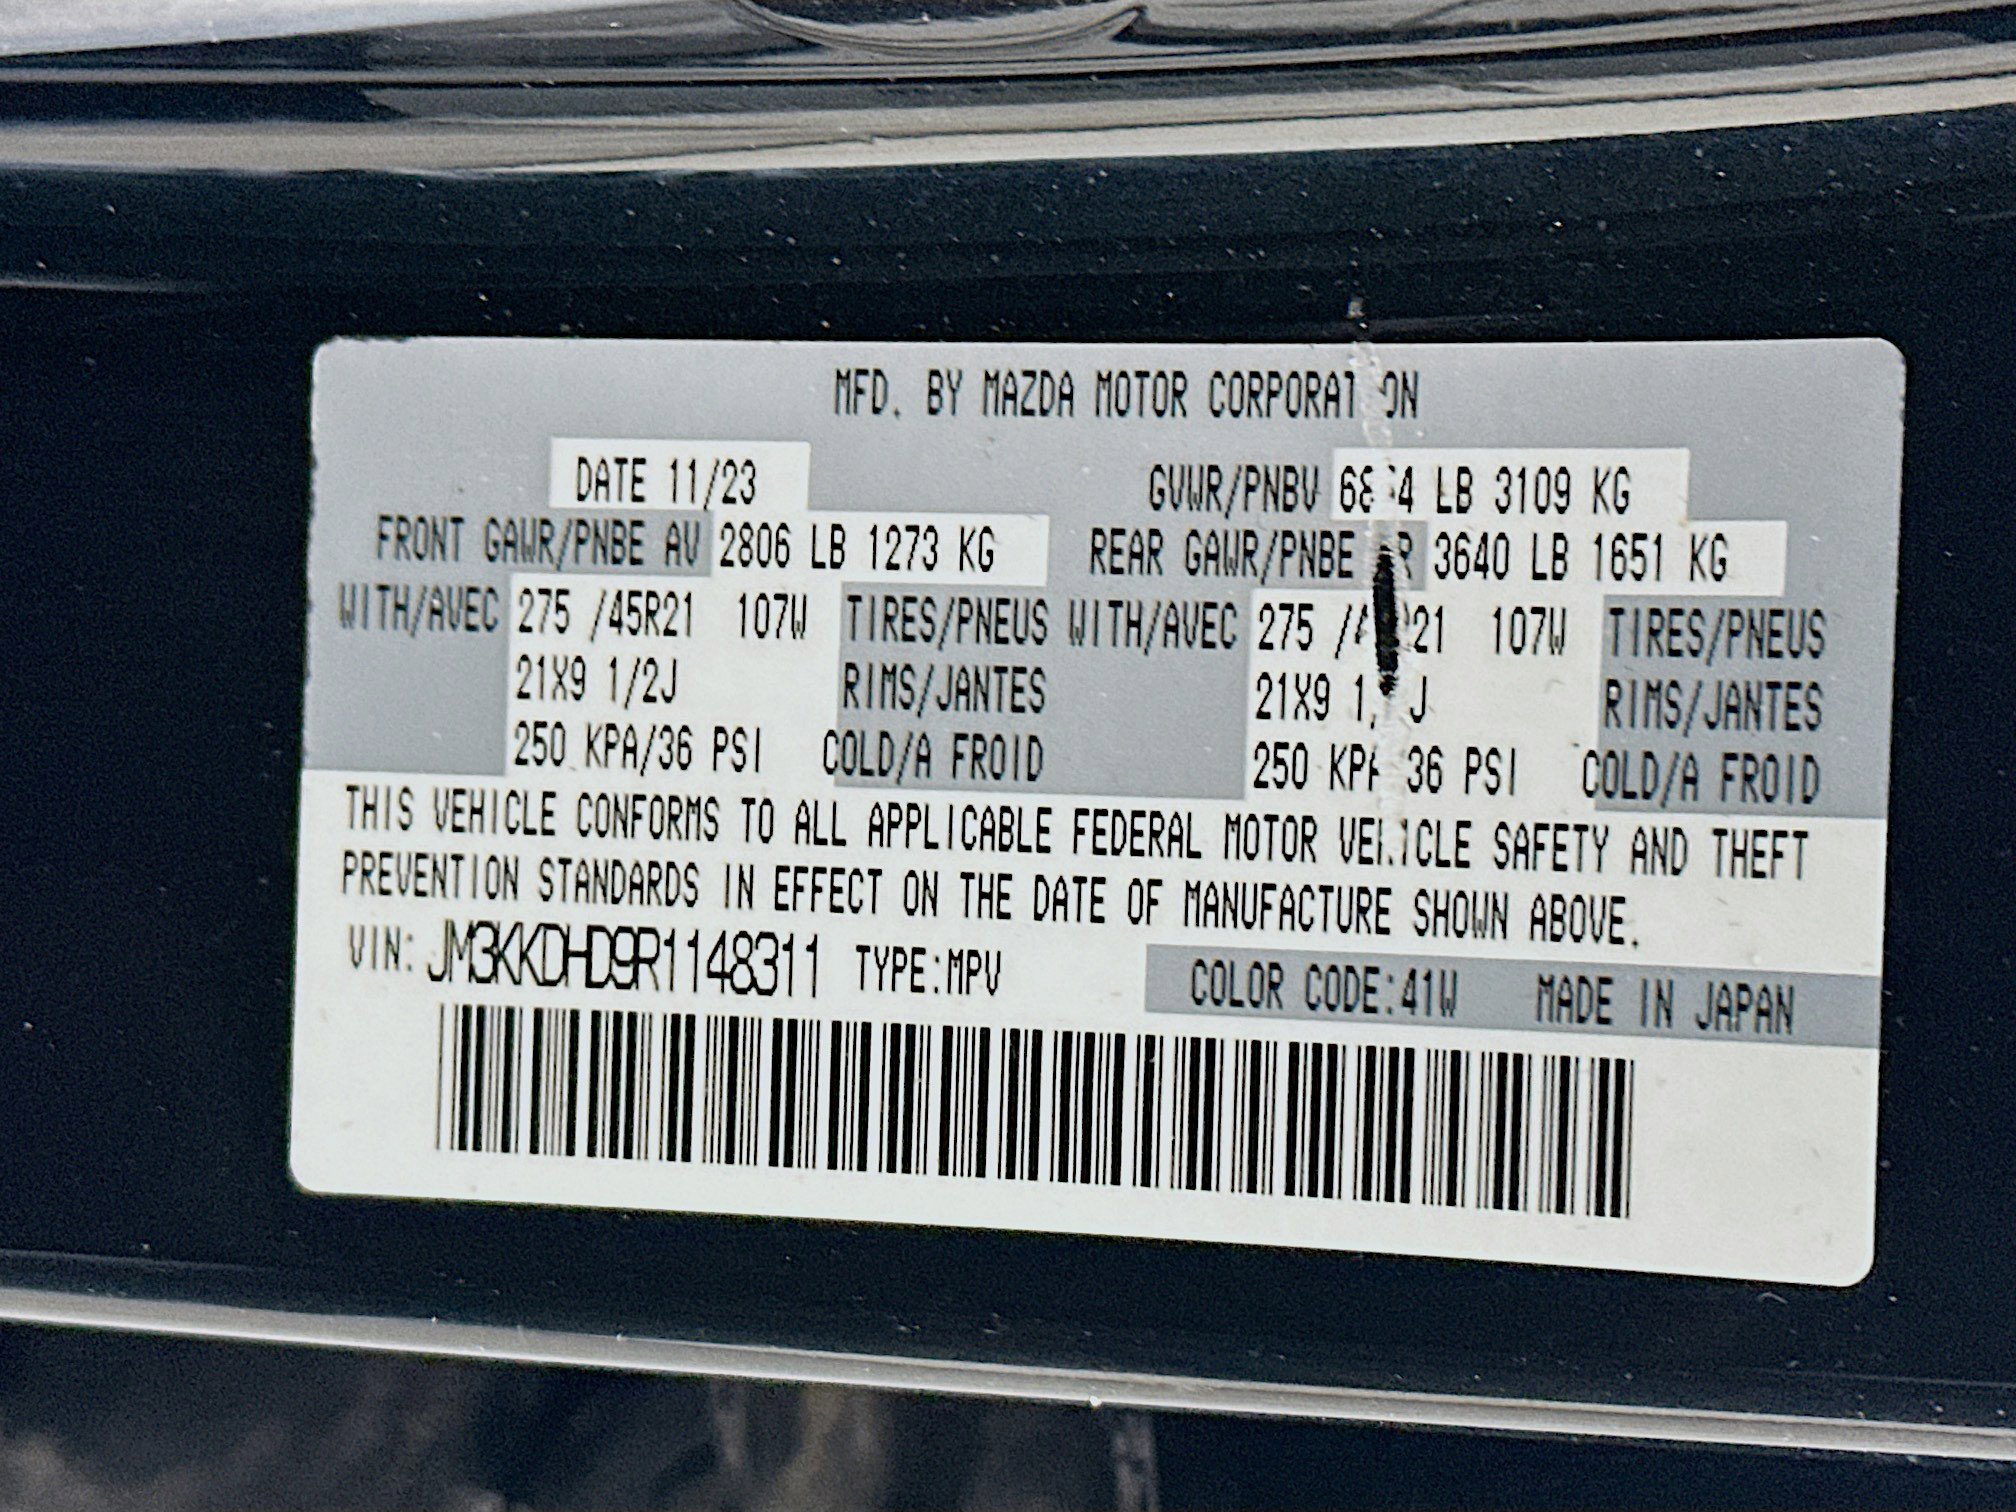 MFD. BY MAZDA MOTOR CORPORATION
DATE 11/23 GVWR/PNBV LB 3109 KG
FRONT GAWR/PNBE AV 2806 LB 1273 KG REAR GAWR/PNBE 3640 LB 1651 KG
WITH/AVEC 275 /45R21 107W TIRES/PNEUS WITH/AVEC 275 107W TIRES/PNEUS
21X9 1/2J RIMS/JANTES 21X9 RIMS/JANTES
250 KPA/36 PSI COLD/A FROID 250 KPA/36 PSI COLD/A FROID
THIS VEHICLE CONFORMS TO ALL APPLICABLE FEDERAL MOTOR VEHICLE SAFETY AND THEFT
PREVENTION STANDARDS IN EFFECT ON THE DATE OF MANUFACTURE SHOWN ABOVE.
VIN: JM3KKDHD9R1148311 TYPE:MPV COLOR CODE:41W MADE IN JAPAN